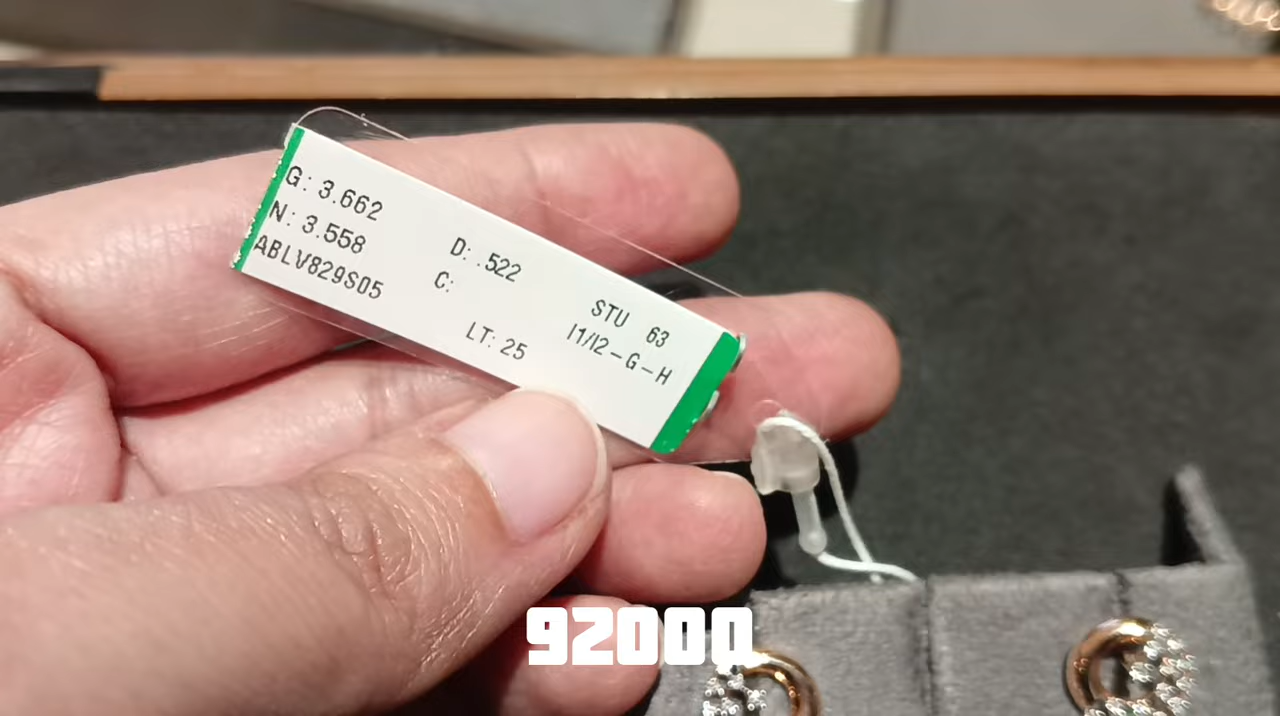 G: 3.662
N: 3.558
ABLV829S05
D: .522
C:
LT: 25
STU 63
I1/I2-G-H
92000